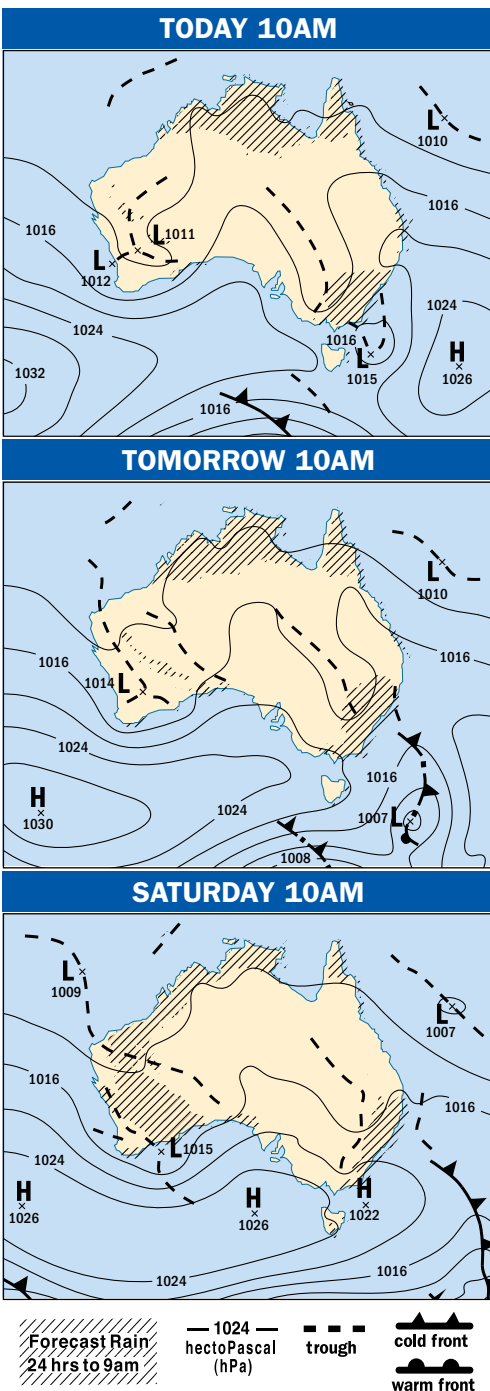 TODAY 10AM
L
1010
1016
1016
L
1011
L
1012
1024
1024
1016
L
1015
H
1026
1032
1016
TOMORROW 10AM
L
1010
1016
1016
1014
L
1024
1016
H
1030
1024
1007
L
1008
SATURDAY 10AM
L
1009
L
1007
1016
1016
L
1015
1024
H
1026
H
1026
H
1022
1024
1016
Forecast Rain
24 hrs to 9am
1024
hectoPascal
(hPa)
trough
cold front
warm front